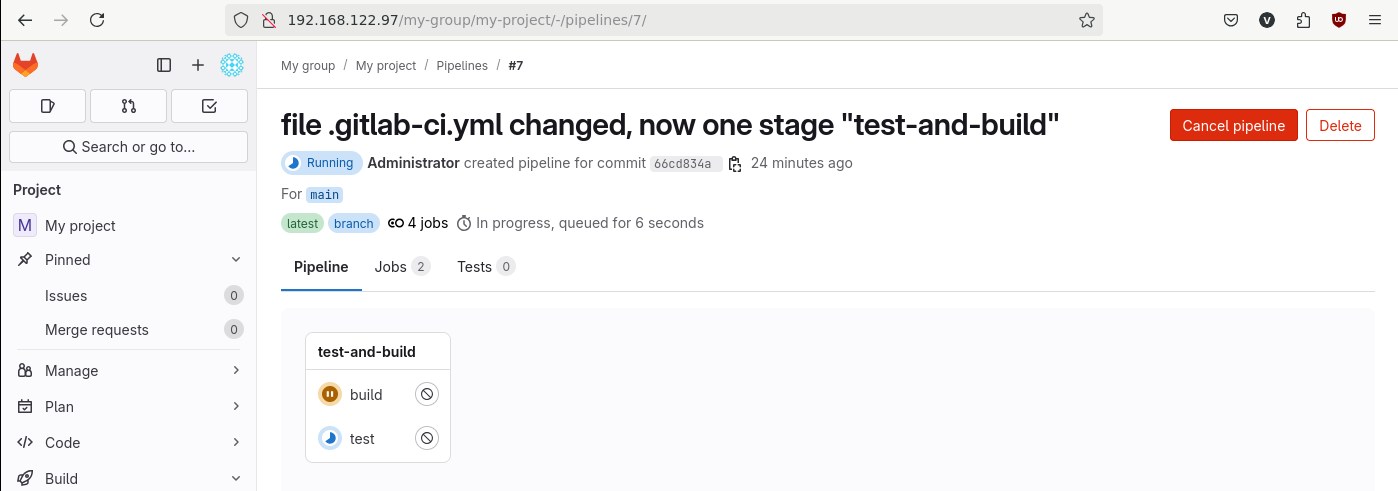 192.168.122.97/my-group/my-project/-/pipelines/7/
V
Search or go to...
Project
M My project
Pinned
Issues 0
Merge requests 0
Manage
Plan
Code
Build
My group / My project / Pipelines / #7
file .gitlab-ci.yml changed, now one stage "test-and-build"
Cancel pipeline
Delete
Running Administrator created pipeline for commit 66cd834a 24 minutes ago
For main
latest branch 4 jobs In progress, queued for 6 seconds
Pipeline Jobs 2 Tests 0
test-and-build
build
test